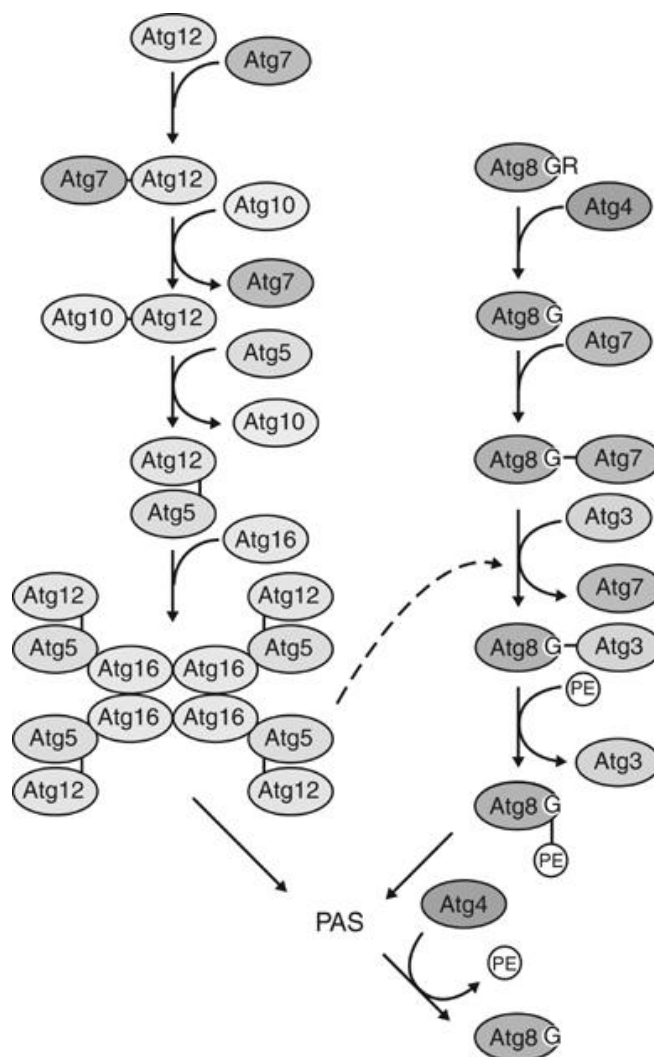 Atg12
Atg7
Atg7 Atg12
Atg10
Atg7
Atg10 Atg12
Atg5
Atg10
Atg12
Atg5
Atg16
Atg12 Atg12
Atg5 Atg5
Atg16 Atg16
Atg16 Atg16
Atg5 Atg5
Atg12 Atg12
Atg8 GR
Atg4
Atg8 G
Atg7
Atg8 G Atg7
Atg3
Atg7
Atg8 G Atg3
PE
Atg3
Atg8 G
PE
PAS
Atg4
PE
Atg8 G